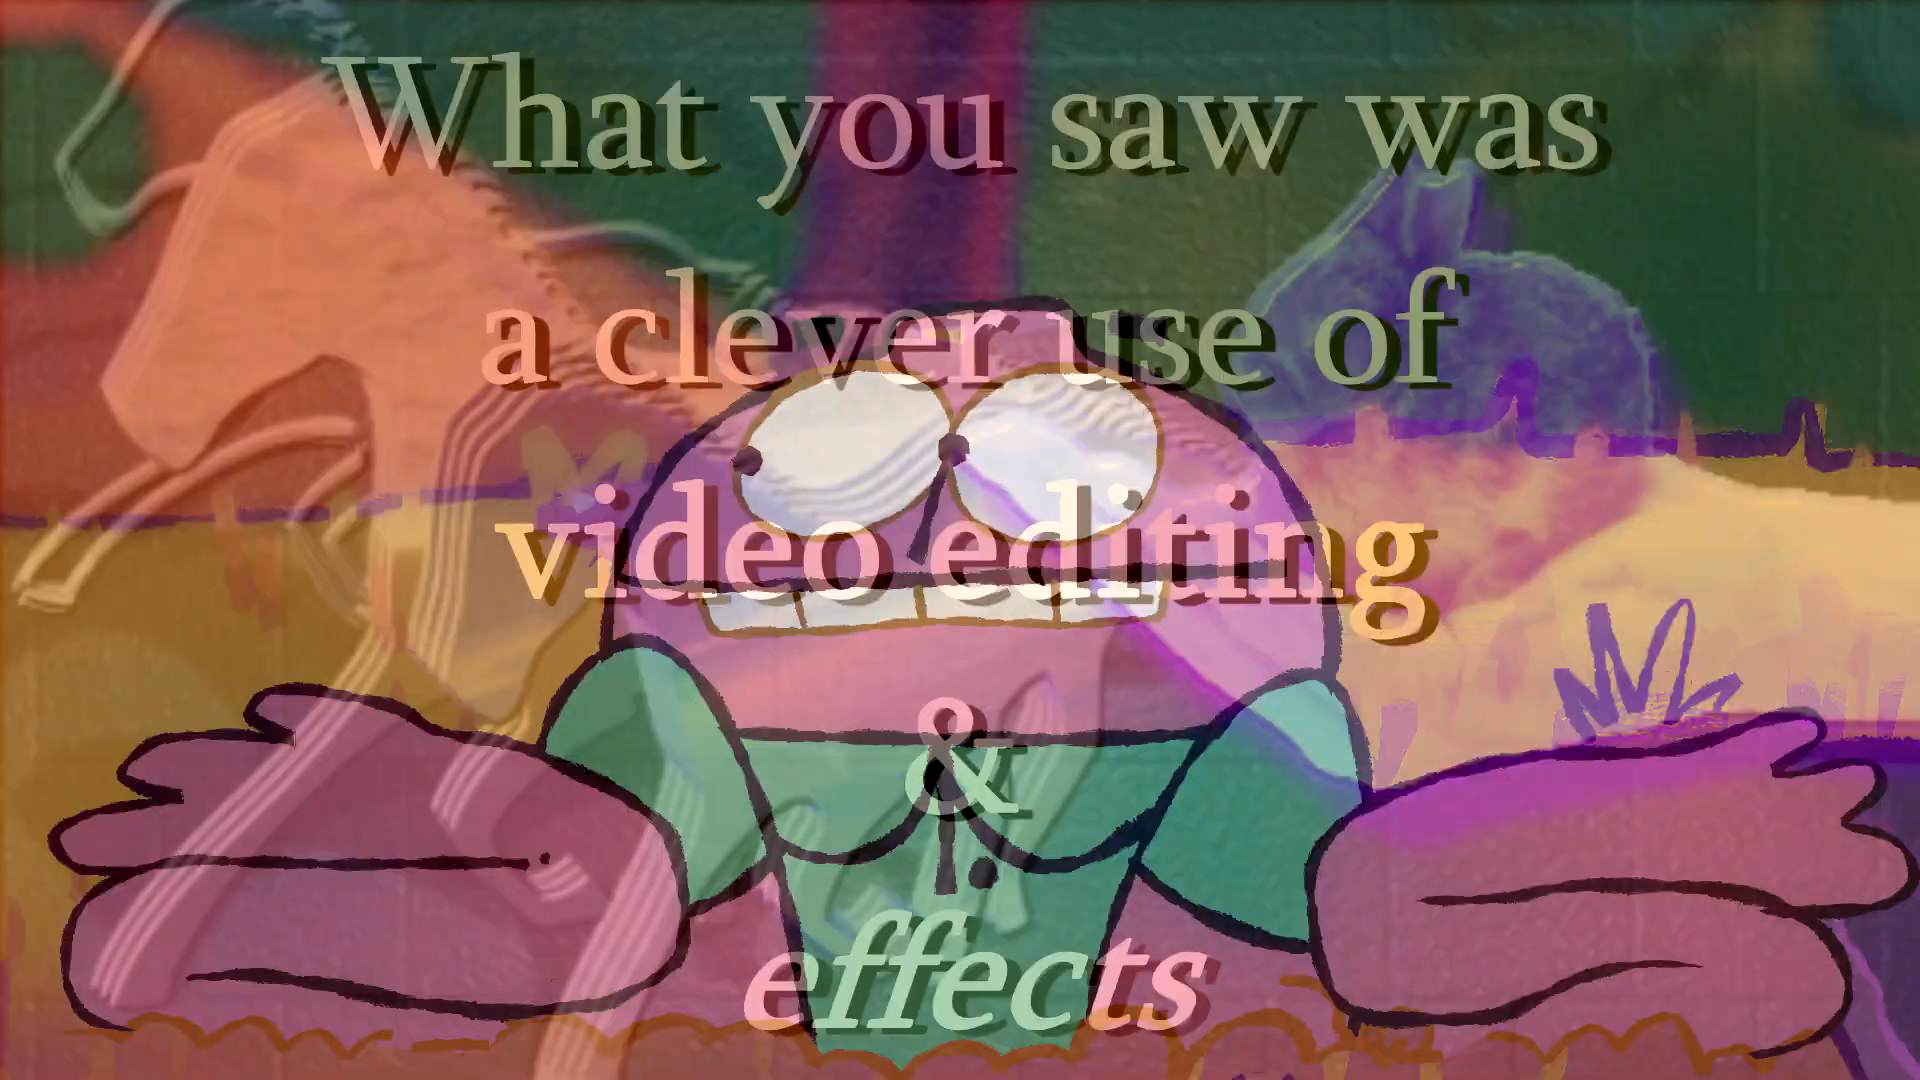 What you saw was
a clever use of
video editing
&
effects